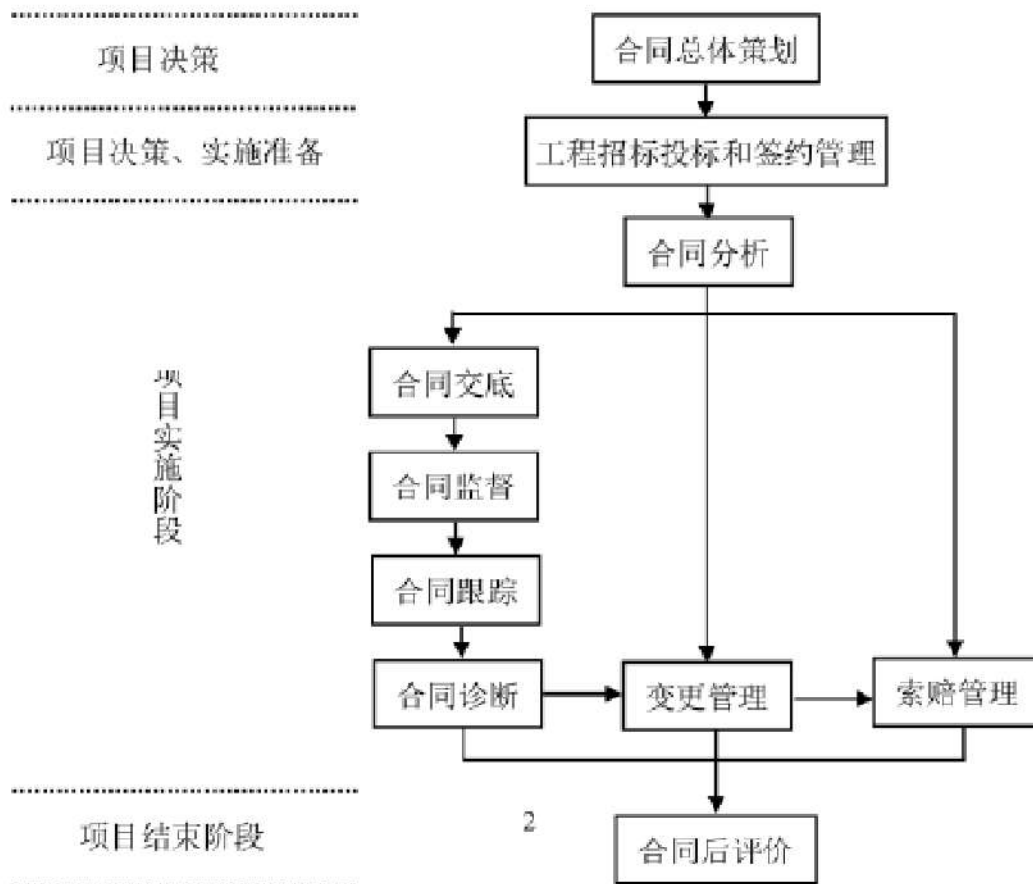 项目决策
合同总体策划
项目决策、实施准备
工程招标投标和签约管理
合同分析
项目实施阶段
合同交底
合同监督
合同跟踪
合同诊断
变更管理
索赔管理
2
项目结束阶段
合同后评价